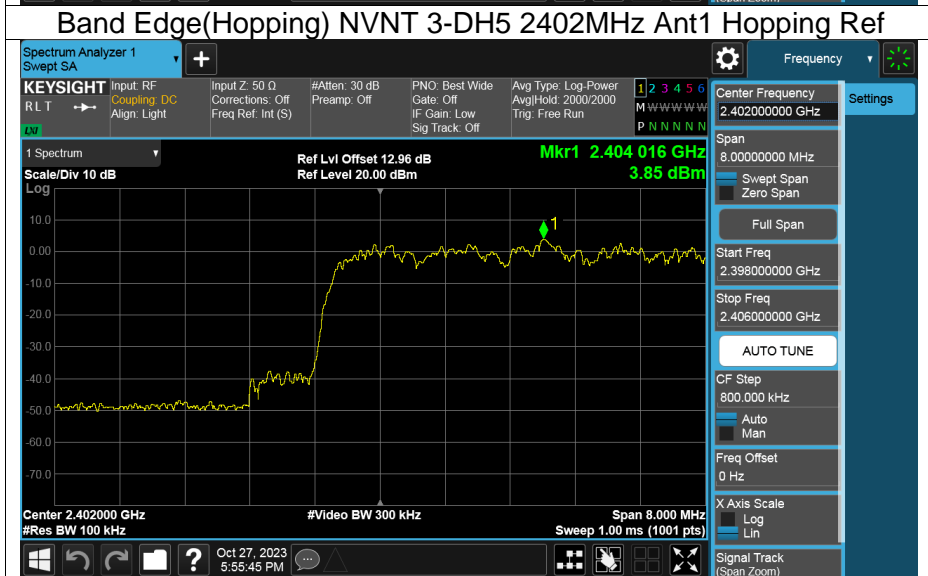 (Span Zoom)
Band Edge(Hopping) NVNT 3-DH5 2402MHz Ant1 Hopping Ref
Spectrum Analyzer 1
Swept SA
+
Frequency
KEYSIGHT
RLT
LXI
Input: RF
Coupling: DC
Align: Light
Input Z: 50 Ω
Corrections: Off
Freq Ref: Int (S)
#Atten: 30 dB
Preamp: Off
PNO: Best Wide
Gate: Off
IF Gain: Low
Sig Track: Off
Avg Type: Log-Power
Avg|Hold: 2000/2000
Trig: Free Run
1 2 3 4 5 6
M W W W W W
P N N N N N
1 Spectrum
Scale/Div 10 dB
Log
Ref Lvl Offset 12.96 dB
Ref Level 20.00 dBm
Mkr1 2.404 016 GHz
3.85 dBm
10.0
0.00
-10.0
-20.0
-30.0
-40.0
-50.0
-60.0
-70.0
1
Center 2.402000 GHz
#Res BW 100 kHz
#Video BW 300 kHz
Span 8.000 MHz
Sweep 1.00 ms (1001 pts)
Center Frequency
2.402000000 GHz
Settings
Span
8.00000000 MHz
Swept Span
Zero Span
Full Span
Start Freq
2.398000000 GHz
Stop Freq
2.406000000 GHz
AUTO TUNE
CF Step
800.000 kHz
Auto
Man
Freq Offset
0 Hz
X Axis Scale
Log
Lin
Signal Track
(Span Zoom)
?
Oct 27, 2023
5:55:45 PM